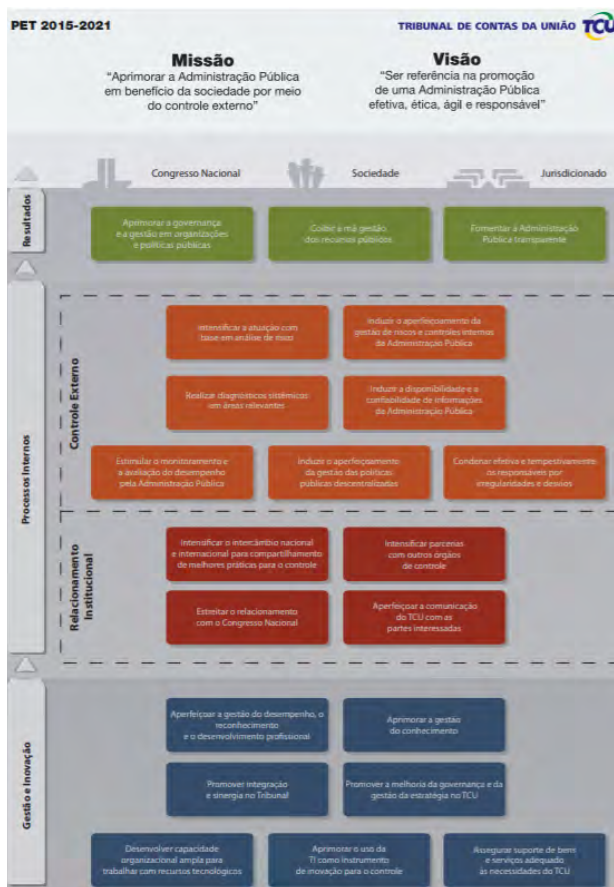 PET 2015-2021
TRIBUNAL DE CONTAS DA UNIÃO TCU
Missão
“Aprimorar a Administração Pública
em benefício da sociedade por meio
do controle externo”
Visão
“Ser referência na promoção
de uma Administração Pública
efetiva, ética, ágil e responsável”
Congresso Nacional
Sociedade
Jurisdicionado
Resultados
Aprimorar a governança
e a gestão em organizações
e políticas públicas
Coibir a má gestão
dos recursos públicos
Fomentar a Administração
Pública transparente
Processos Internos
Controle Externo
Intensificar a atuação com
base em análise de risco
Induzir o aperfeiçoamento da
gestão de riscos e controles internos
da Administração Pública
Realizar diagnósticos sistêmicos
em áreas relevantes
Induzir a disponibilidade e a
confiabilidade de informações
da Administração Pública
Estimular o monitoramento e
a avaliação do desempenho
pela Administração Pública
Induzir o aperfeiçoamento
da gestão das políticas
públicas descentralizadas
Condenar efetiva e tempestivamente
os responsáveis por
irregularidades e desvios
Relacionamento
Institucional
Intensificar o intercâmbio nacional
e internacional para compartilhamento
de melhores práticas para o controle
Intensificar parcerias
com outros órgãos
de controle
Estreitar o relacionamento
com o Congresso Nacional
Aperfeiçoar a comunicação
do TCU com as
partes interessadas
Gestão e Inovação
Aperfeiçoar a gestão do desempenho, o
reconhecimento
e o desenvolvimento profissional
Aprimorar a gestão
do conhecimento
Promover integração
e sinergia no Tribunal
Promover a melhoria da governança e da
gestão da estratégia no TCU
Desenvolver capacidade
organizacional ampla para
trabalhar com recursos tecnológicos
Aprimorar o uso da
TI como instrumento
de inovação para o controle
Assegurar suporte de bens
e serviços adequado
às necessidades do TCU